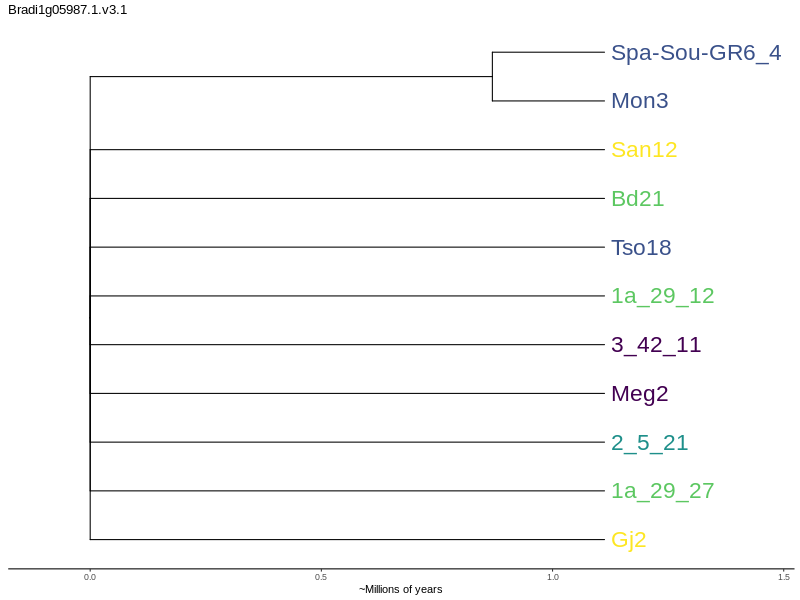 Bradi1g05987.1.v3.1
Spa-Sou-GR6_4
Mon3
San12
Bd21
Tso18
1a_29_12
3_42_11
Meg2
2_5_21
1a_29_27
Gj2
0.0 0.5 1.0 1.5
~Millions of years